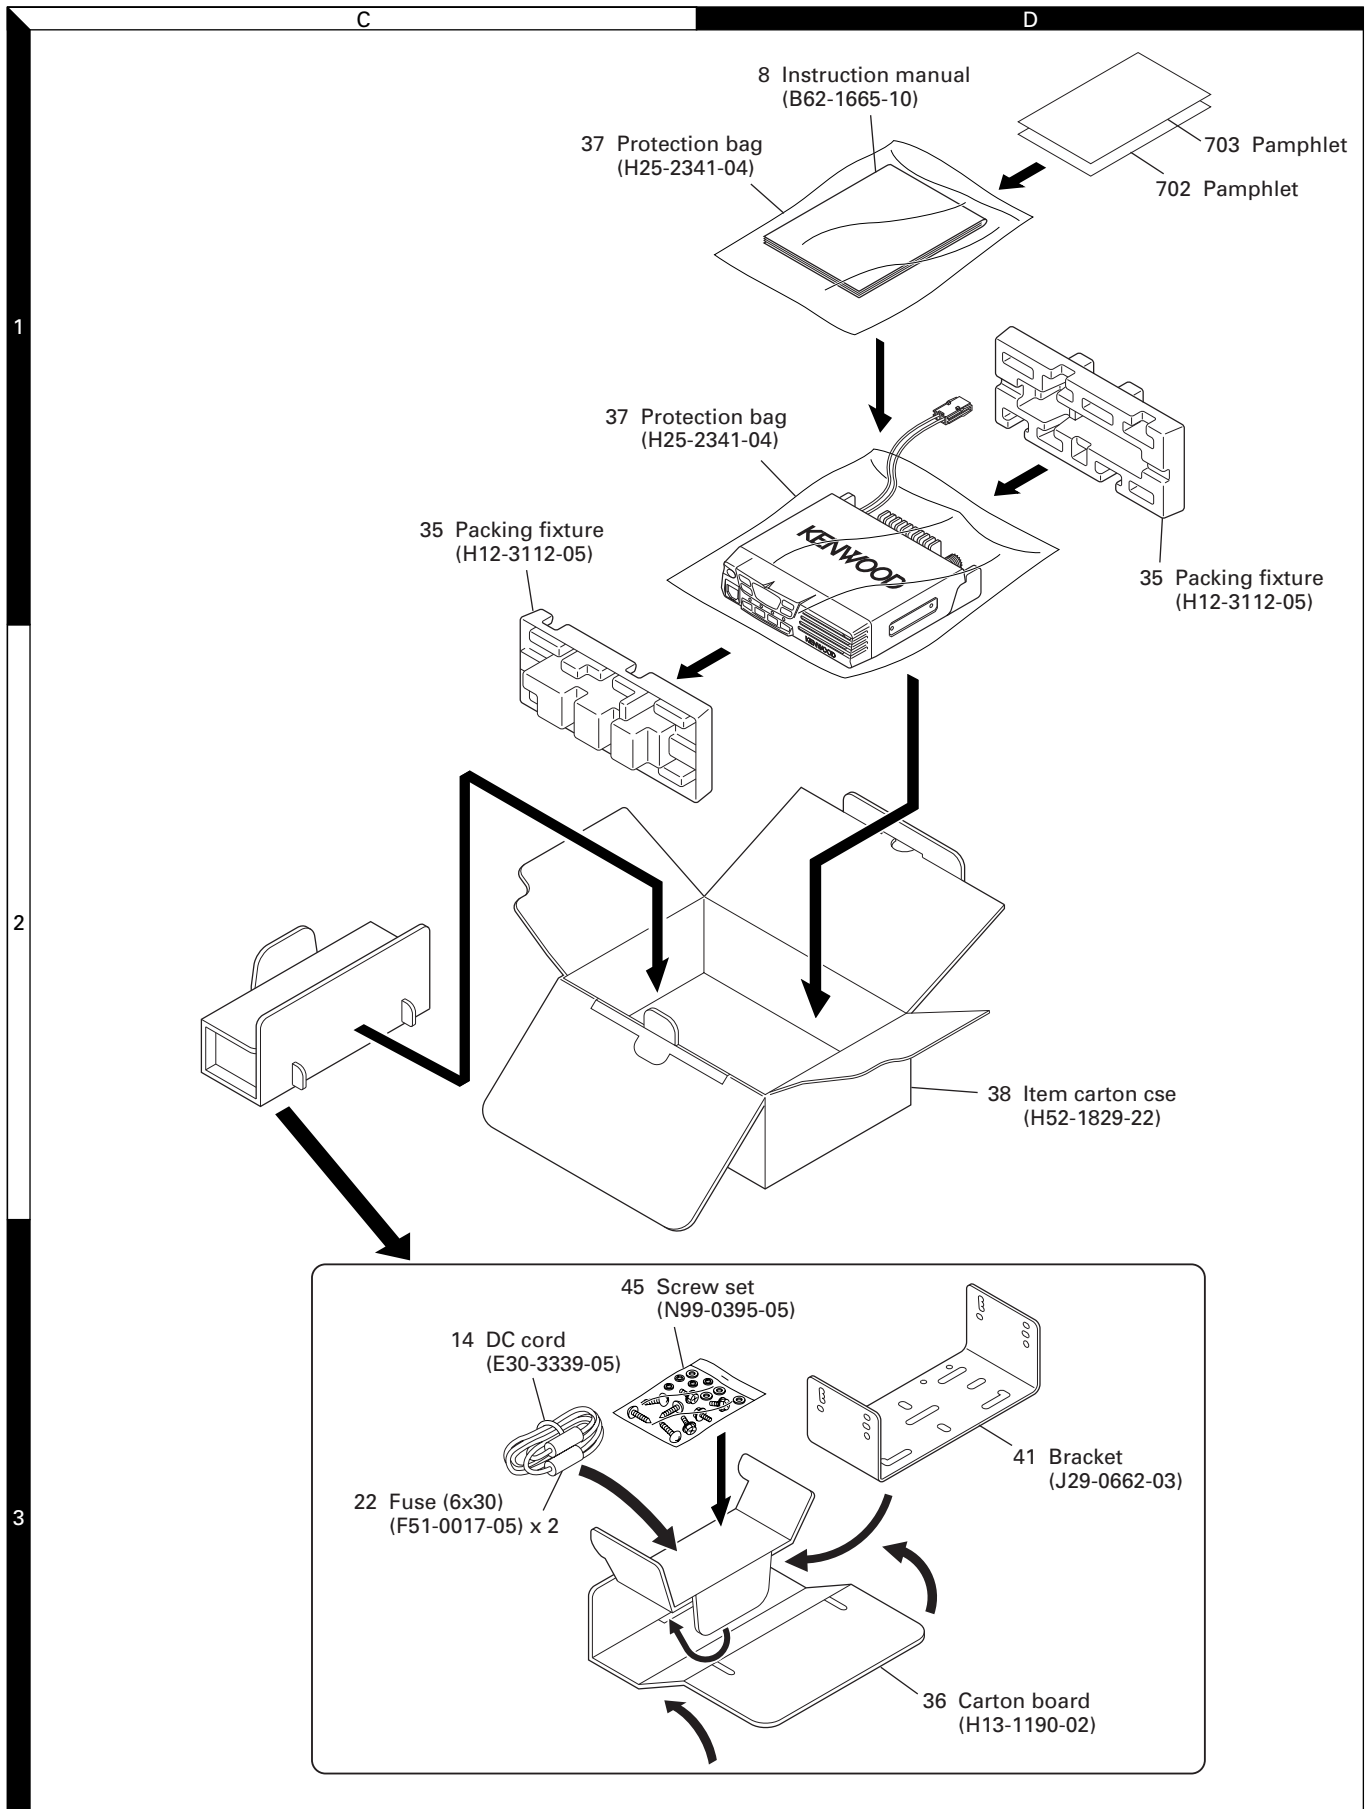 C
D
8 Instruction manual
(B62-1665-10)
37 Protection bag
(H25-2341-04)
703 Pamphlet
702 Pamphlet
1
37 Protection bag
(H25-2341-04)
KENWOOD
KENWOOD
35 Packing fixture
(H12-3112-05)
35 Packing fixture
(H12-3112-05)
2
38 Item carton cse
(H52-1829-22)
45 Screw set
(N99-0395-05)
14 DC cord
(E30-3339-05)
41 Bracket
(J29-0662-03)
22 Fuse (6x30)
(F51-0017-05) x 2
3
36 Carton board
(H13-1190-02)